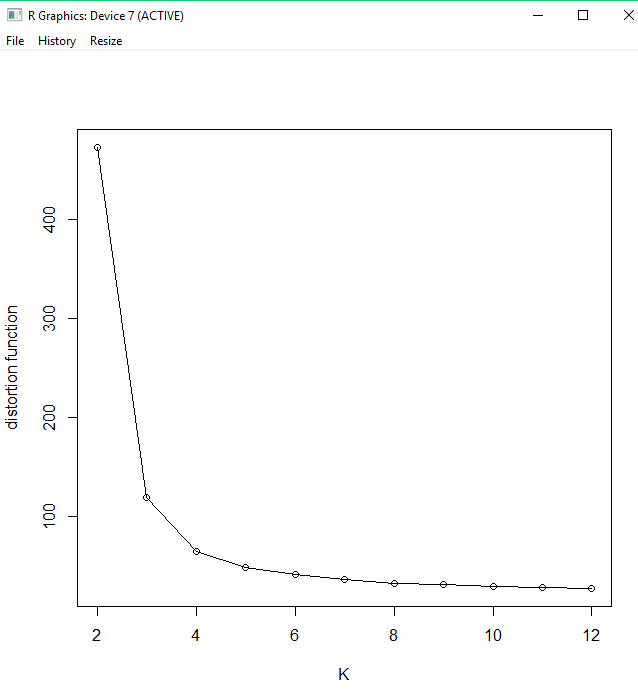 R Graphics: Device 7 (ACTIVE)
File History Resize
400
300
200
100
distortion function
2 4 6 8 10 12
K